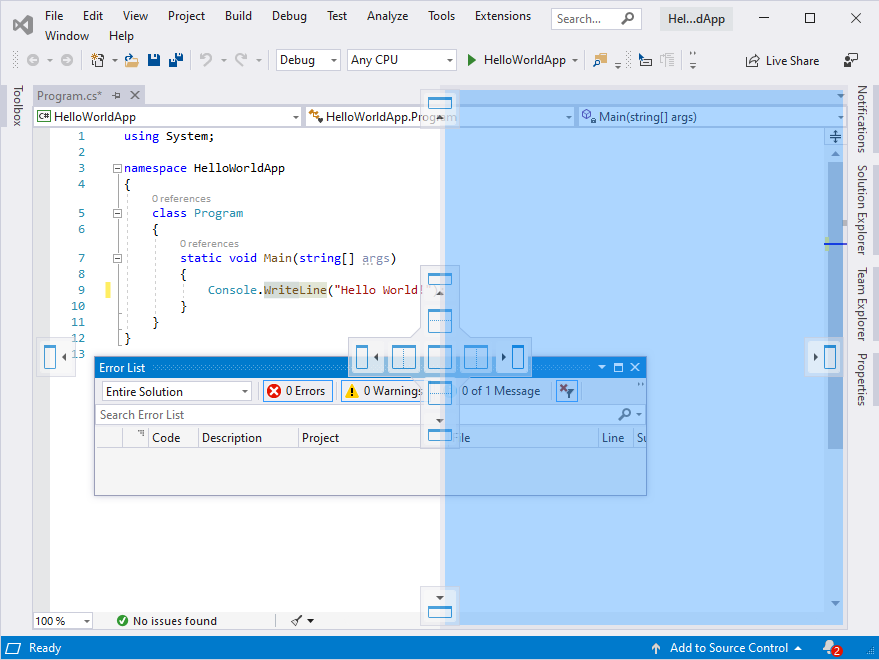 File Edit View Project Build Debug Test Analyze Tools Extensions Search... Hel...dApp
Window Help
Debug Any CPU HelloWorldApp Live Share
Toolbox
Program.cs*
C# HelloWorldApp HelloWorldApp.Program Main(string[] args)
1 using System;
2
3 namespace HelloWorldApp
4 {
0 references
5 class Program
6 {
0 references
7 static void Main(string[] args)
8 {
9 Console.WriteLine("Hello World!
10 }
11 }
12 }
13
Error List
Entire Solution 0 Errors 0 Warnings 0 of 1 Message
Search Error List
Code Description Project File Line Su
Notifications
Solution Explorer
Team Explorer
Properties
100 % No issues found
Ready Add to Source Control 2